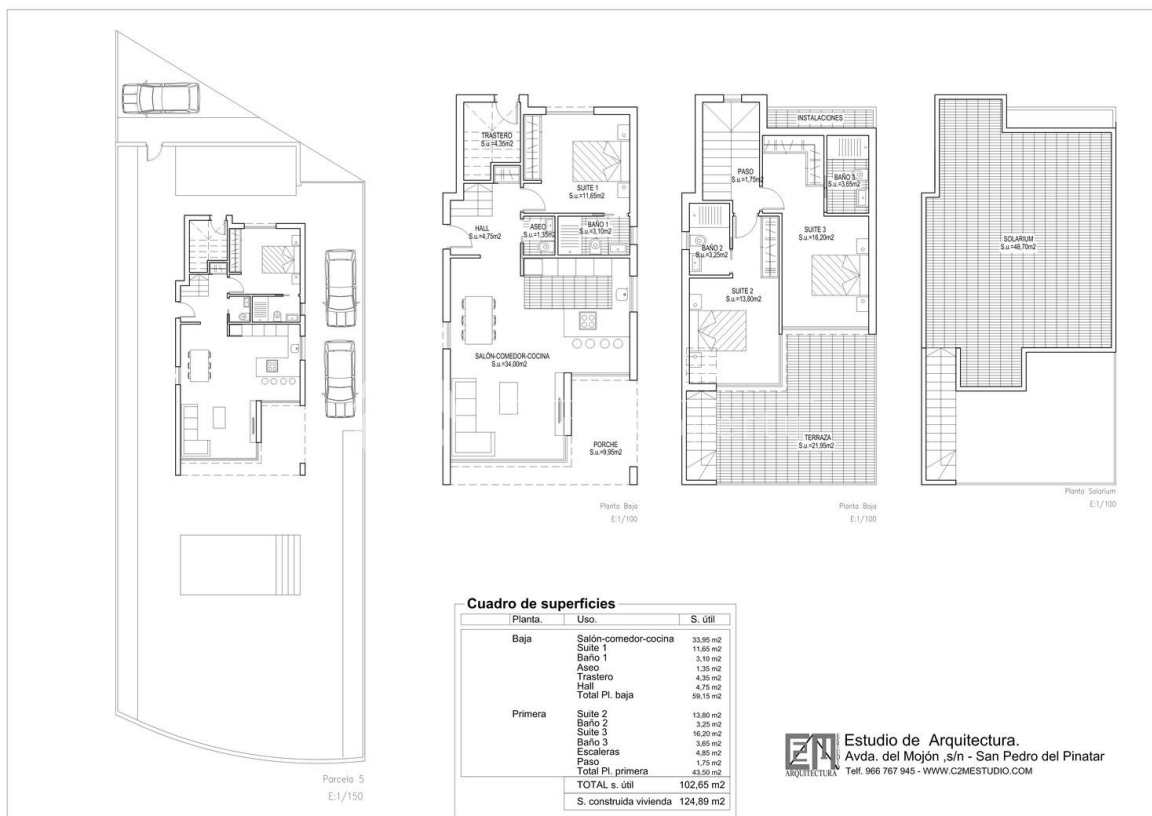 TRASTERO
S.u.=4,35m2
SUITE 1
S.u.=11,65m2
HALL
S.u.=4,75m2
ASEO
S.u.=1,35m2
BAÑO 1
S.u.=3,10m2
SALÓN-COMEDOR-COCINA
S.u.=34,00m2
PORCHE
S.u.=9,95m2
Planta Baja
E:1/100
INSTALACIONES
PASO
S.u.=1,75m2
BAÑO 3
S.u.=3,65m2
BAÑO 2
S.u.=3,25m2
SUITE 3
S.u.=16,20m2
SUITE 2
S.u.=13,80m2
TERRAZA
S.u.=21,95m2
Planta Baja
E:1/100
SOLARIUM
S.u.=48,70m2
Planta Solarium
E:1/100
Parcela 5
E:1/150
Cuadro de superficies
Planta. Uso. S. útil
Baja Salón-comedor-cocina 33,95 m2
Suite 1 11,65 m2
Baño 1 3,10 m2
Aseo 1,35 m2
Trastero 4,35 m2
Hall 4,75 m2
Total Pl. baja 59,15 m2
Primera Suite 2 13,80 m2
Baño 2 3,25 m2
Suite 3 16,20 m2
Baño 3 3,65 m2
Escaleras 4,85 m2
Paso 1,75 m2
Total Pl. primera 43,50 m2
TOTAL s. útil 102,65 m2
S. construida vivienda 124,89 m2
ARQUITECTURA
Estudio de Arquitectura.
Avda. del Mojón ,s/n - San Pedro del Pinatar
Telf. 966 767 945 - WWW.C2MESTUDIO.COM